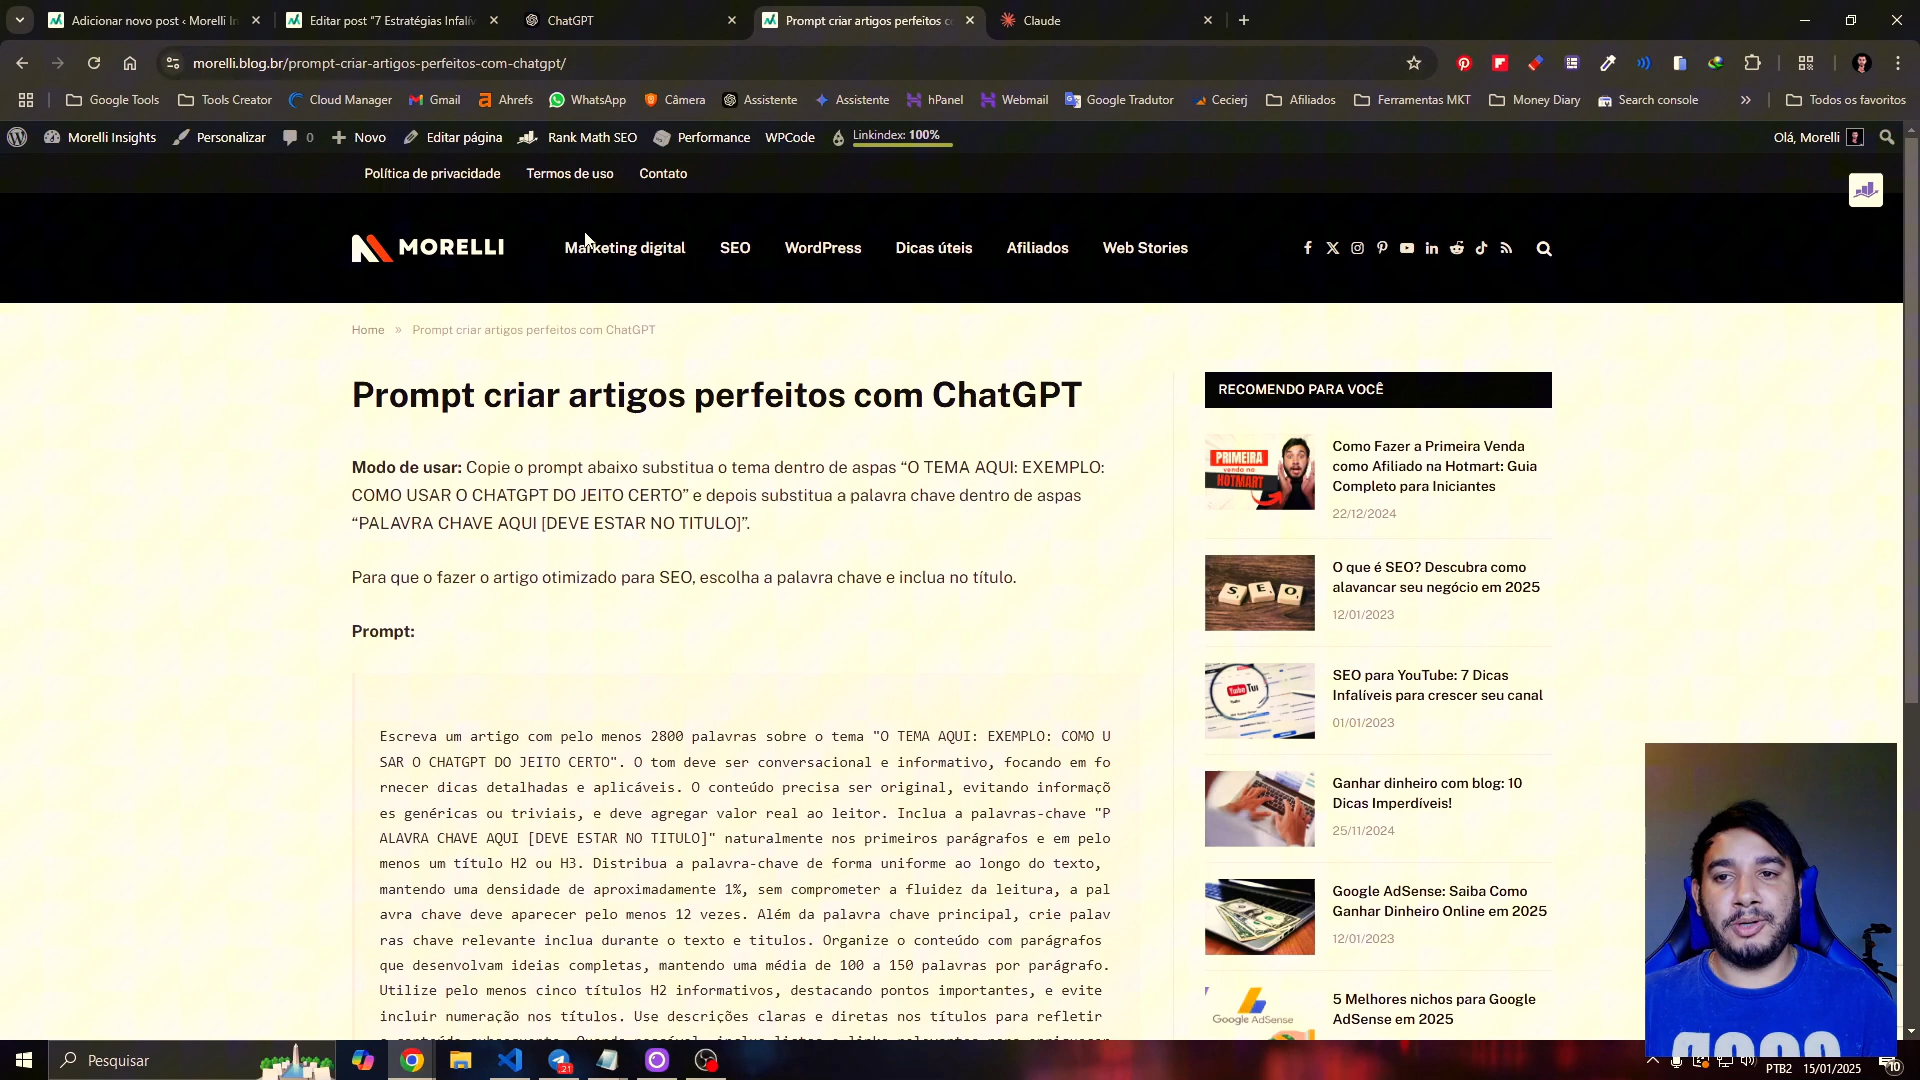 Adicionar novo post ‹ Morelli In
Editar post "7 Estratégias Infalív
ChatGPT
Prompt criar artigos perfeitos co
Claude
morelli.blog.br/prompt-criar-artigos-perfeitos-com-chatgpt/
Google Tools
Tools Creator
Cloud Manager
Gmail
Ahrefs
WhatsApp
Câmera
Assistente
Assistente
hPanel
Webmail
Google Tradutor
Cecierj
Afiliados
Ferramentas MKT
Money Diary
Search console
»
Todos os favoritos
Morelli Insights
Personalizar
0
Novo
Editar página
Rank Math SEO
Performance
WPCode
Linkindex: 100%
Olá, Morelli
Política de privacidade
Termos de uso
Contato
MORELLI
Marketing digital
SEO
WordPress
Dicas úteis
Afiliados
Web Stories
Home » Prompt criar artigos perfeitos com ChatGPT
Prompt criar artigos perfeitos com ChatGPT
Modo de usar: Copie o prompt abaixo substitua o tema dentro de aspas “O TEMA AQUI: EXEMPLO:
COMO USAR O CHATGPT DO JEITO CERTO” e depois substitua a palavra chave dentro de aspas
“PALAVRA CHAVE AQUI [DEVE ESTAR NO TITULO]”.
Para que o fazer o artigo otimizado para SEO, escolha a palavra chave e inclua no título.
Prompt:
Escreva um artigo com pelo menos 2800 palavras sobre o tema "O TEMA AQUI: EXEMPLO: COMO U
SAR O CHATGPT DO JEITO CERTO". O tom deve ser conversacional e informativo, focando em fo
rnecer dicas detalhadas e aplicáveis. O conteúdo precisa ser original, evitando informaçõ
es genéricas ou triviais, e deve agregar valor real ao leitor. Inclua a palavras-chave "P
ALAVRA CHAVE AQUI [DEVE ESTAR NO TITULO]" naturalmente nos primeiros parágrafos e em pelo
menos um título H2 ou H3. Distribua a palavra-chave de forma uniforme ao longo do texto,
mantendo uma densidade de aproximadamente 1%, sem comprometer a fluidez da leitura, a pal
avra chave deve aparecer pelo menos 12 vezes. Além da palavra chave principal, crie palav
ras chave relevante inclua durante o texto e titulos. Organize o conteúdo com parágrafos
que desenvolvam ideias completas, mantendo uma média de 100 a 150 palavras por parágrafo.
Utilize pelo menos cinco títulos H2 informativos, destacando pontos importantes, e evite
incluir numeração nos títulos. Use descrições claras e diretas nos títulos para refletir
RECOMENDO PARA VOCÊ
PRIMEIRA
venda na
HOTMART
Como Fazer a Primeira Venda
como Afiliado na Hotmart: Guia
Completo para Iniciantes
22/12/2024
S E O
O que é SEO? Descubra como
alavancar seu negócio em 2025
12/01/2023
SEO para YouTube: 7 Dicas
Infalíveis para crescer seu canal
01/01/2023
Ganhar dinheiro com blog: 10
Dicas Imperdíveis!
25/11/2024
Google AdSense: Saiba Como
Ganhar Dinheiro Online em 2025
12/01/2023
Google AdSense
5 Melhores nichos para Google
AdSense em 2025
Pesquisar
21
PTB2
15/01/2025
10